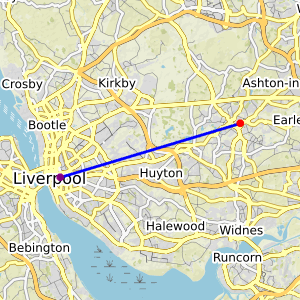 Crosby
Kirkby
Ashton-in
Bootle
Earle
Liverpool
Huyton
Halewood
Widnes
Bebington
Runcorn